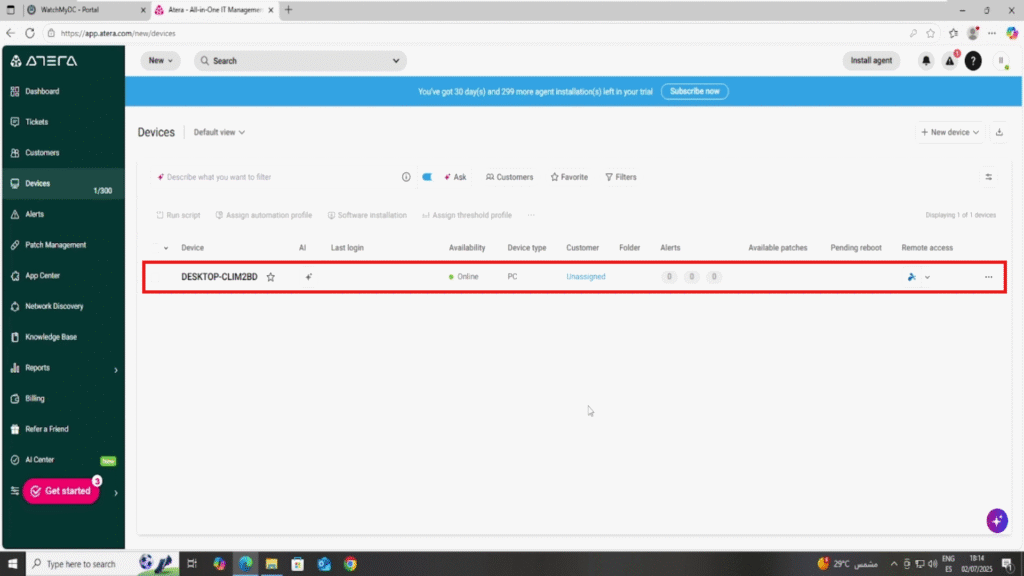 WatchMyDC - Portal
Atera - All-in-One IT Managemen
https://app.atera.com/new/devices
ATERA
New
Search
Install agent
1
?
You've got 30 day(s) and 299 more agent installation(s) left in your trial
Subscribe now
Dashboard
Tickets
Customers
Devices
1/300
Alerts
Patch Management
App Center
Network Discovery
Knowledge Base
Reports
Billing
Refer a Friend
AI Center
New
Get started
3
Devices
Default view
+ New device
Describe what you want to filter
Ask
Customers
Favorite
Filters
Run script
Assign automation profile
Software installation
Assign threshold profile
...
Displaying 1 of 1 devices
Device
AI
Last login
Availability
Device type
Customer
Folder
Alerts
Available patches
Pending reboot
Remote access
DESKTOP-CLIM2BD
Online
PC
Unassigned
0
0
0
...
Type here to search
29°C مشمس
ENG
ES
18:14
02/07/2025